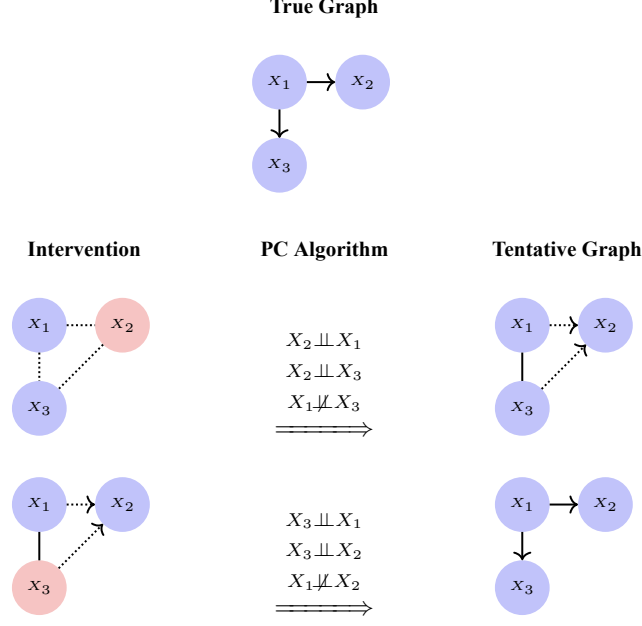 True Graph
X₁ X₂
X₃
Intervention PC Algorithm Tentative Graph
X₁ X₂ X₁ X₂
X₂ ⫫ X₁
X₂ ⫫ X₃
X₁ ⫫̸ X₃
X₃ X₃
X₁ X₂ X₁ X₂
X₃ ⫫ X₁
X₃ ⫫ X₂
X₁ ⫫̸ X₂
X₃ X₃